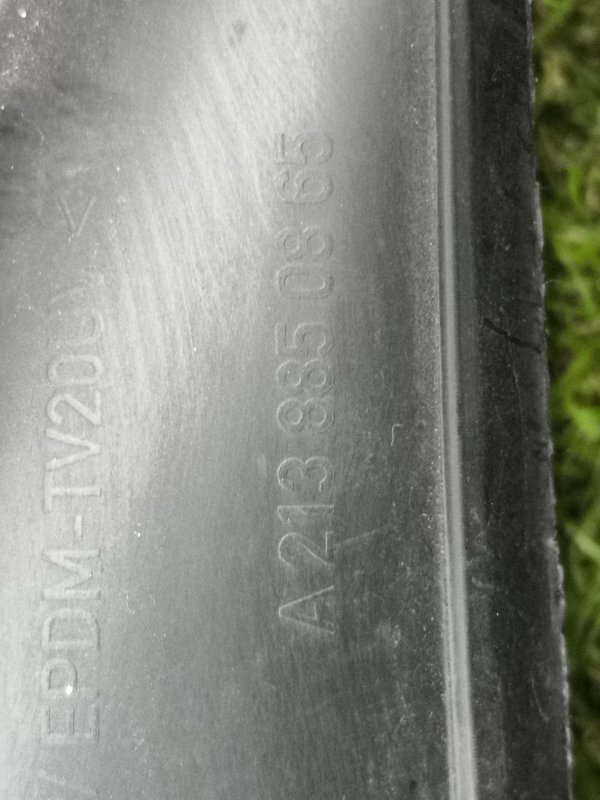 / EPDM-TV20() <
A 213 885 08 65